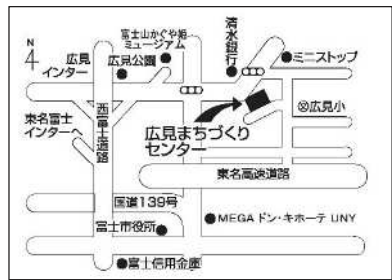 N
4
広見
インター
富士山かぐや姫
ミュージアム
広見公園
清水銀行
ミニストップ
文広見小
東名富士
インターへ
西富士道路
広見まちづくり
センター
東名高速道路
国道139号
富士市役所
MEGA ドン・キホーテ UNY
富士信用金庫